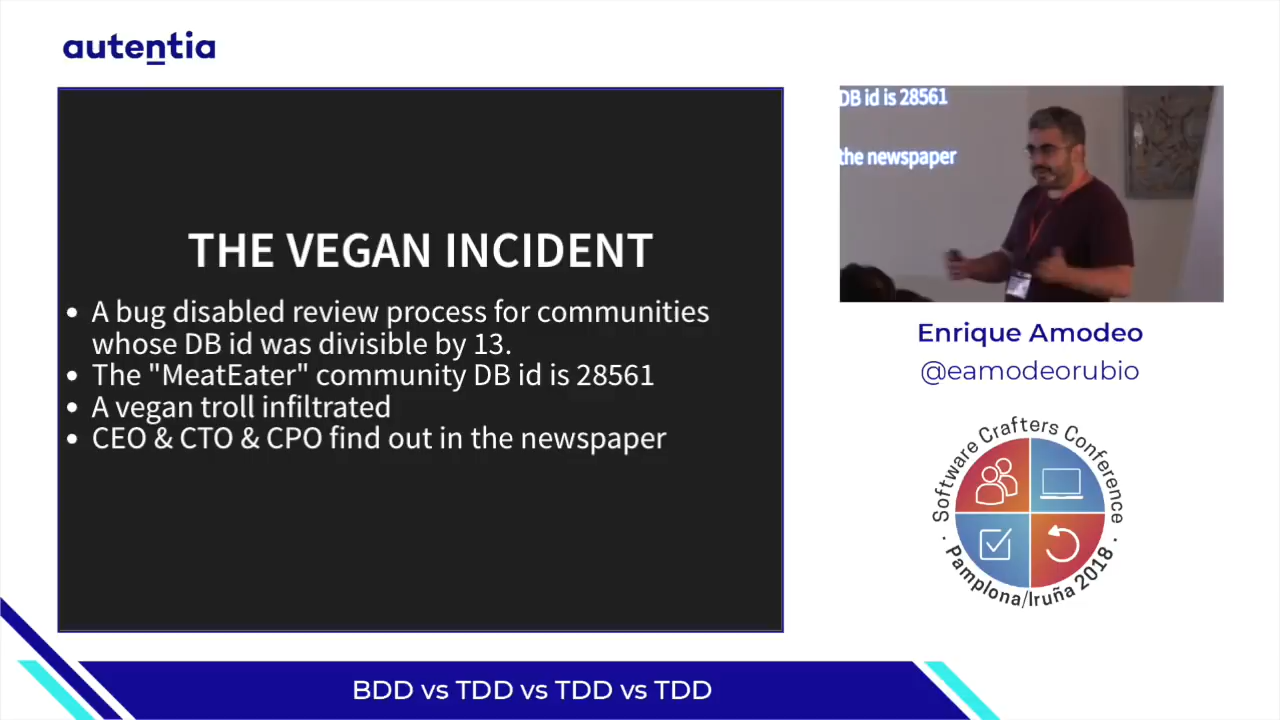 autentia
THE VEGAN INCIDENT
• A bug disabled review process for communities
whose DB id was divisible by 13.
• The "MeatEater" community DB id is 28561
• A vegan troll infiltrated
• CEO & CTO & CPO find out in the newspaper
DB id is 28561
the newspaper
Enrique Amodeo
@eamodeorubio
Software Crafters Conference
· Pamplona/Iruña 2018 ·
BDD vs TDD vs TDD vs TDD